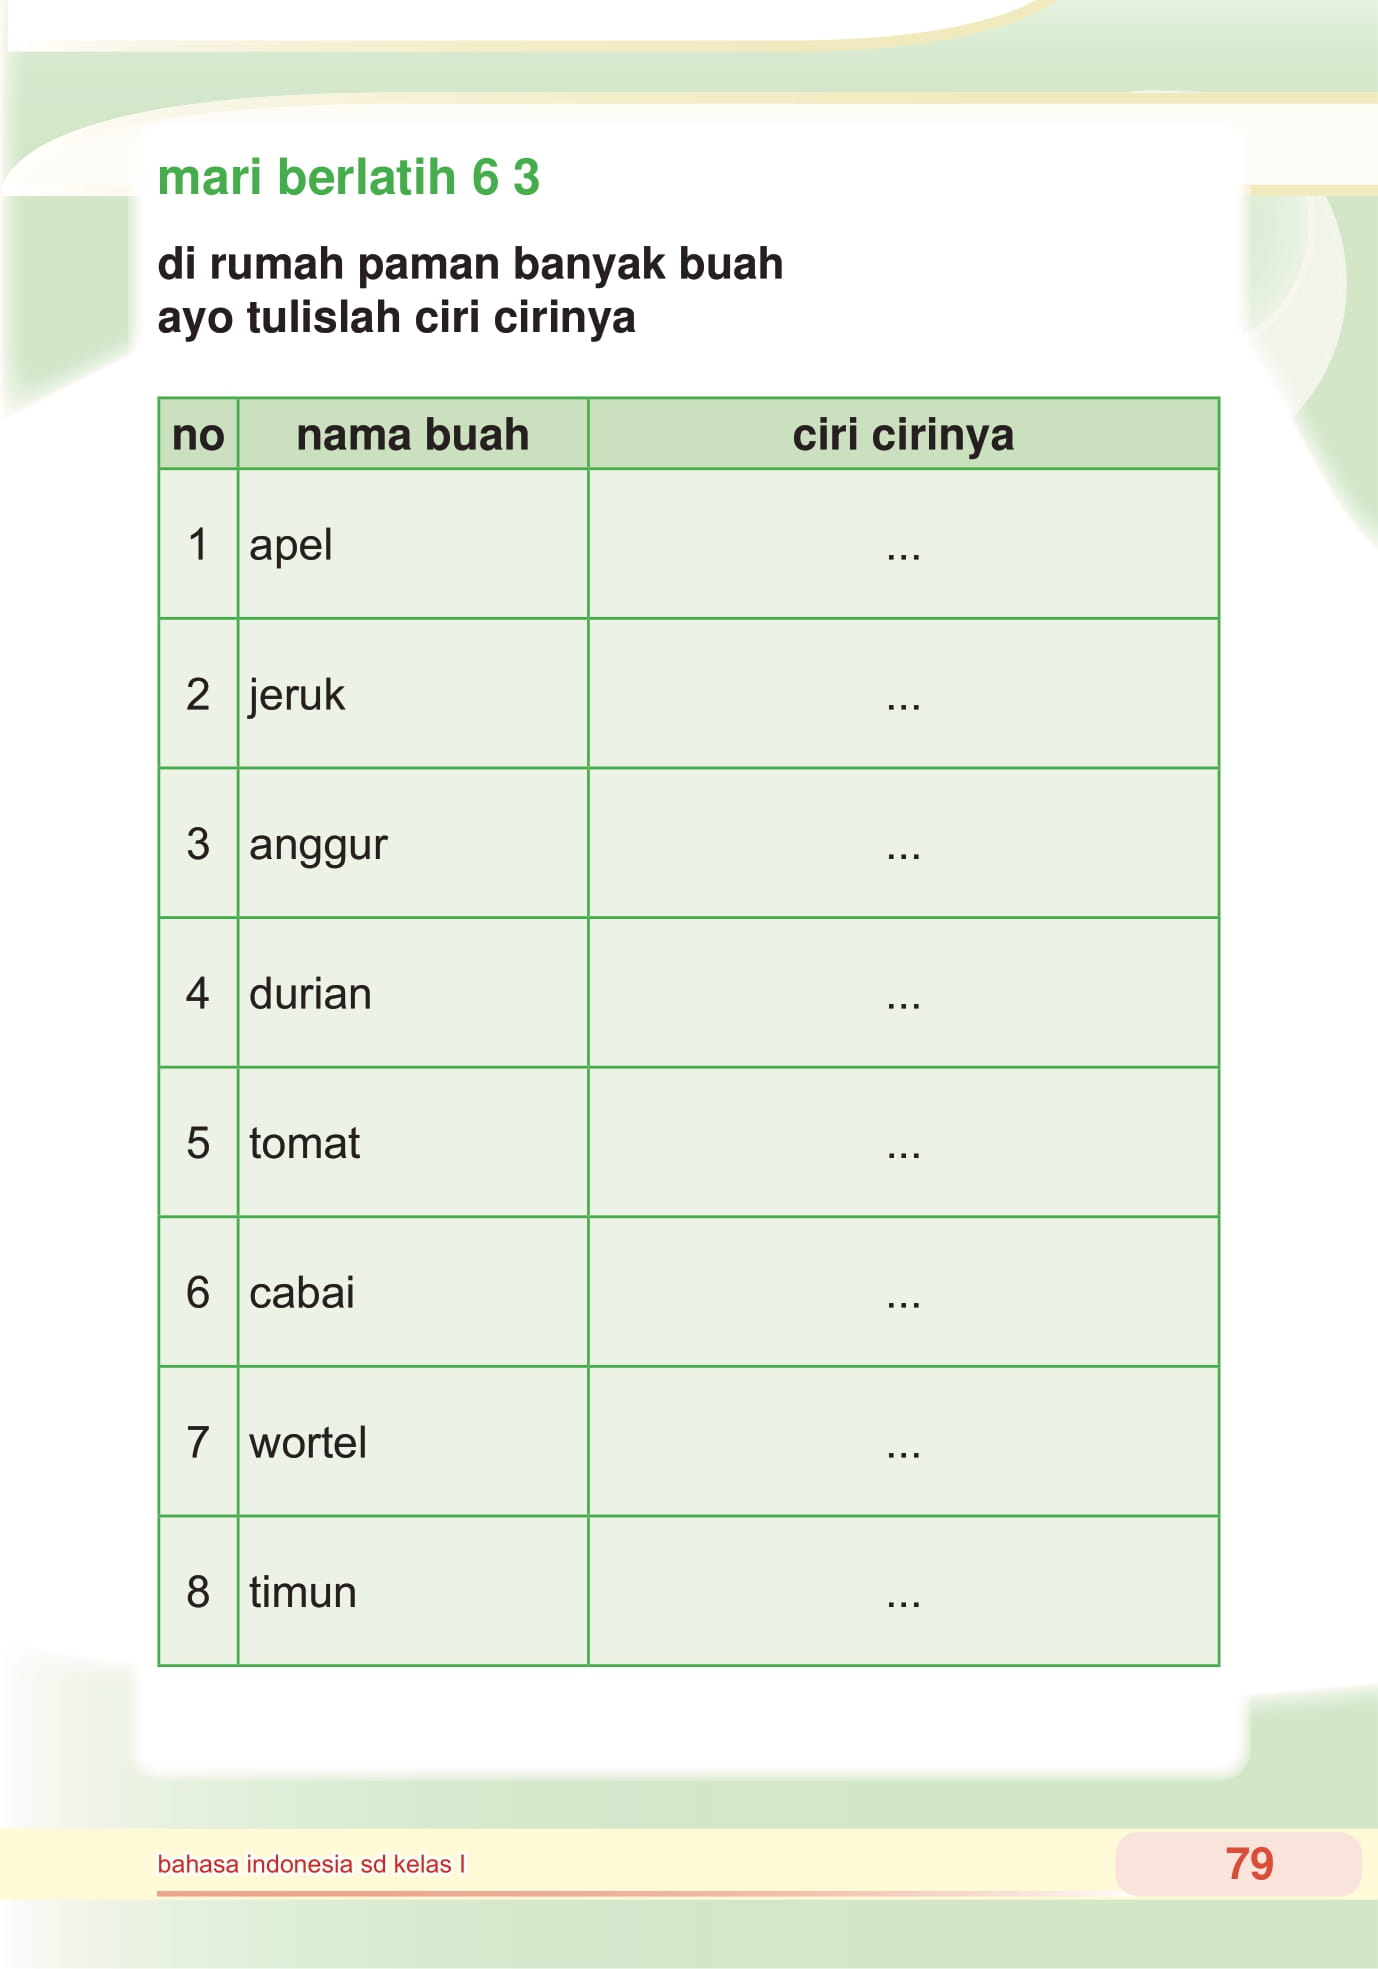 mari berlatih 6 3
di rumah paman banyak buah
ayo tulislah ciri cirinya
no nama buah ciri cirinya
1 apel ...
2 jeruk ...
3 anggur ...
4 durian ...
5 tomat ...
6 cabai ...
7 wortel ...
8 timun ...
bahasa indonesia sd kelas I 79